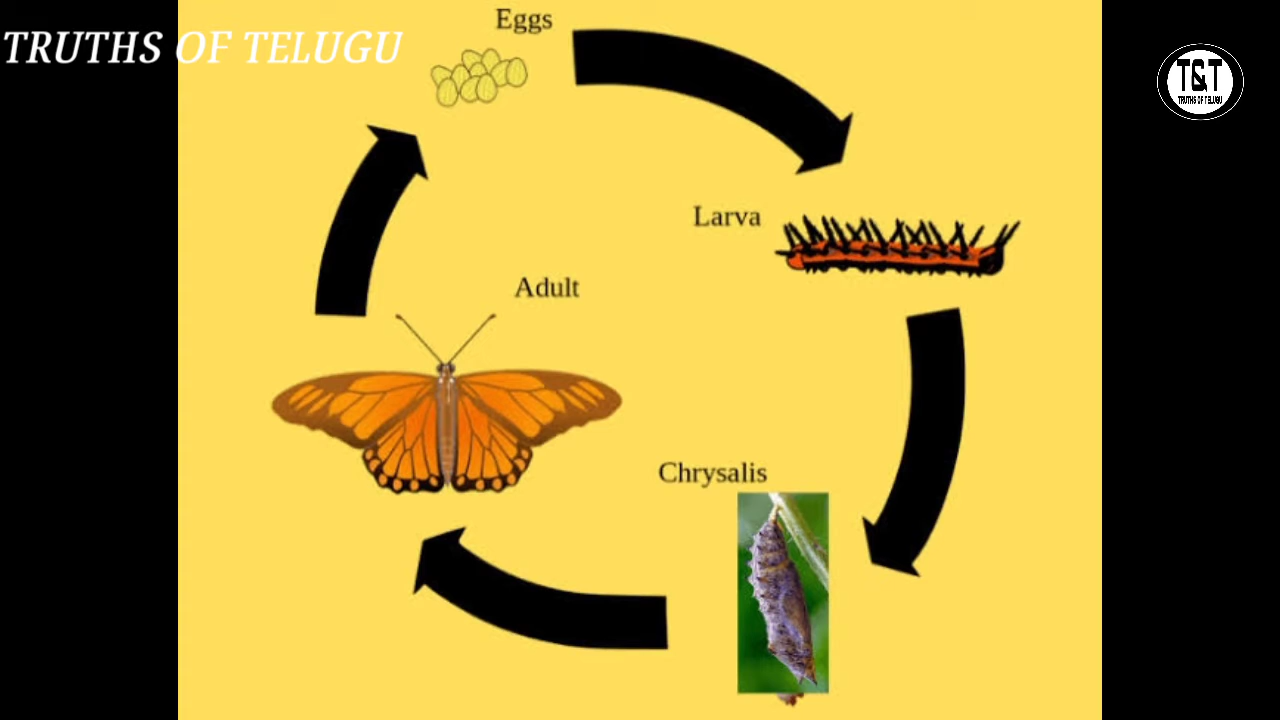 TRUTHS OF TELUGU
Eggs
T&T
TRUTHS OF TELUGU
Larva
Adult
Chrysalis